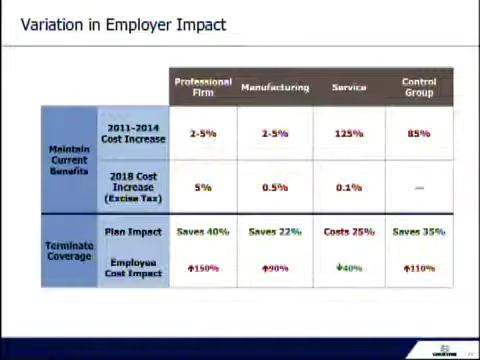 Variation in Employer Impact
Professional Firm
Manufacturing
Service
Control Group
Maintain Current Benefits
2011-2014 Cost Increase
2-5%
2-5%
125%
85%
2018 Cost Increase (Excise Tax)
5%
0.5%
0.1%
—
Terminate Coverage
Plan Impact
Saves 40%
Saves 22%
Costs 25%
Saves 35%
Employee Cost Impact
↑150%
↑90%
↓40%
↑110%